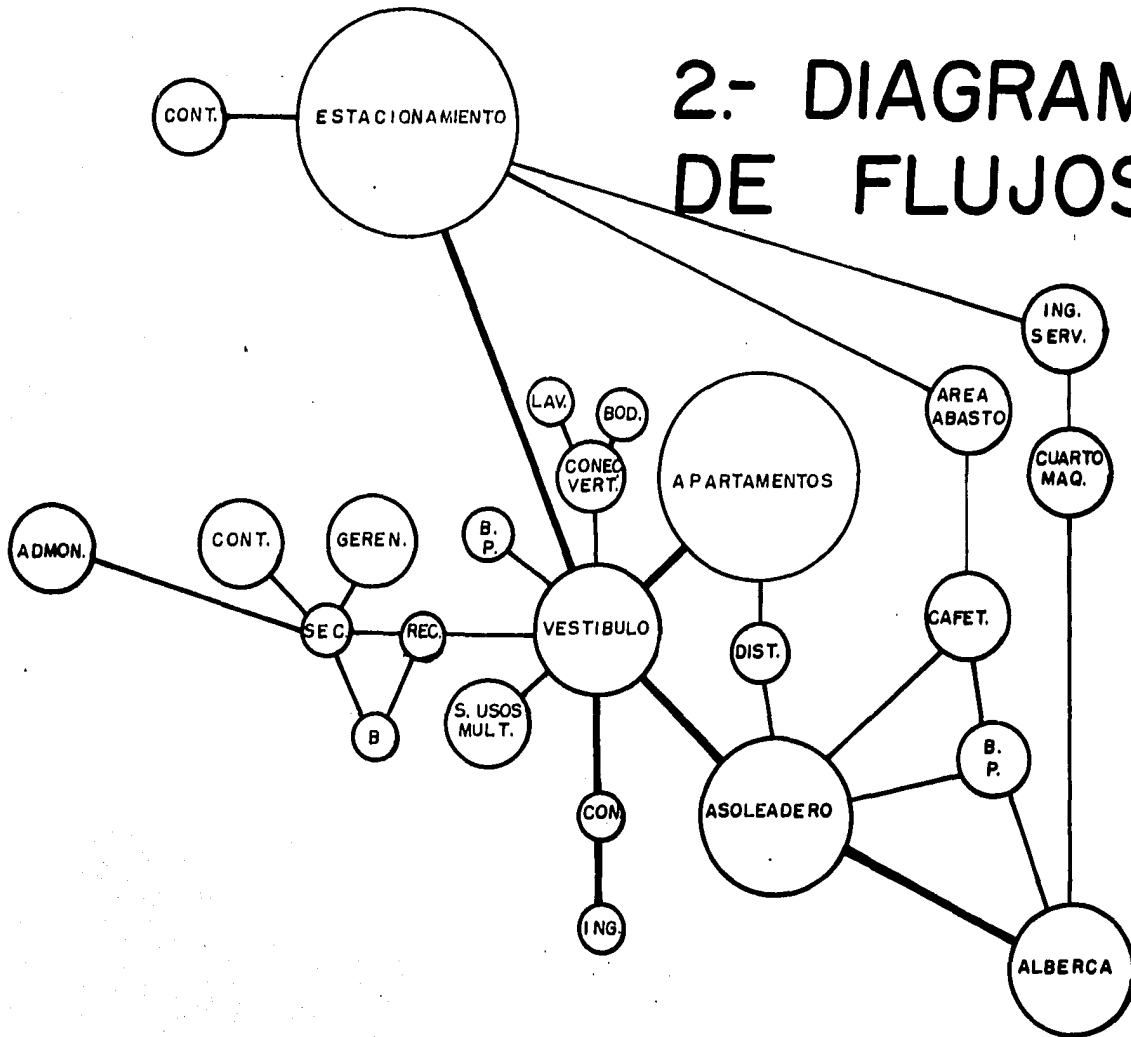 2.- DIAGRAM
DE FLUJOS
CONT.
ESTACIONAMIENTO
ING.
SERV.
AREA
ABASTO
LAV.
BOD.
CONEC
VERT.
APARTAMENTOS
CUARTO
MAQ.
ADMON.
CONT.
GEREN.
B.
P.
SEC.
REC.
VESTIBULO
DIST.
CAFET.
B
S. USOS
MULT.
B.
P.
CON.
ASOLEADERO
ING.
ALBERCA